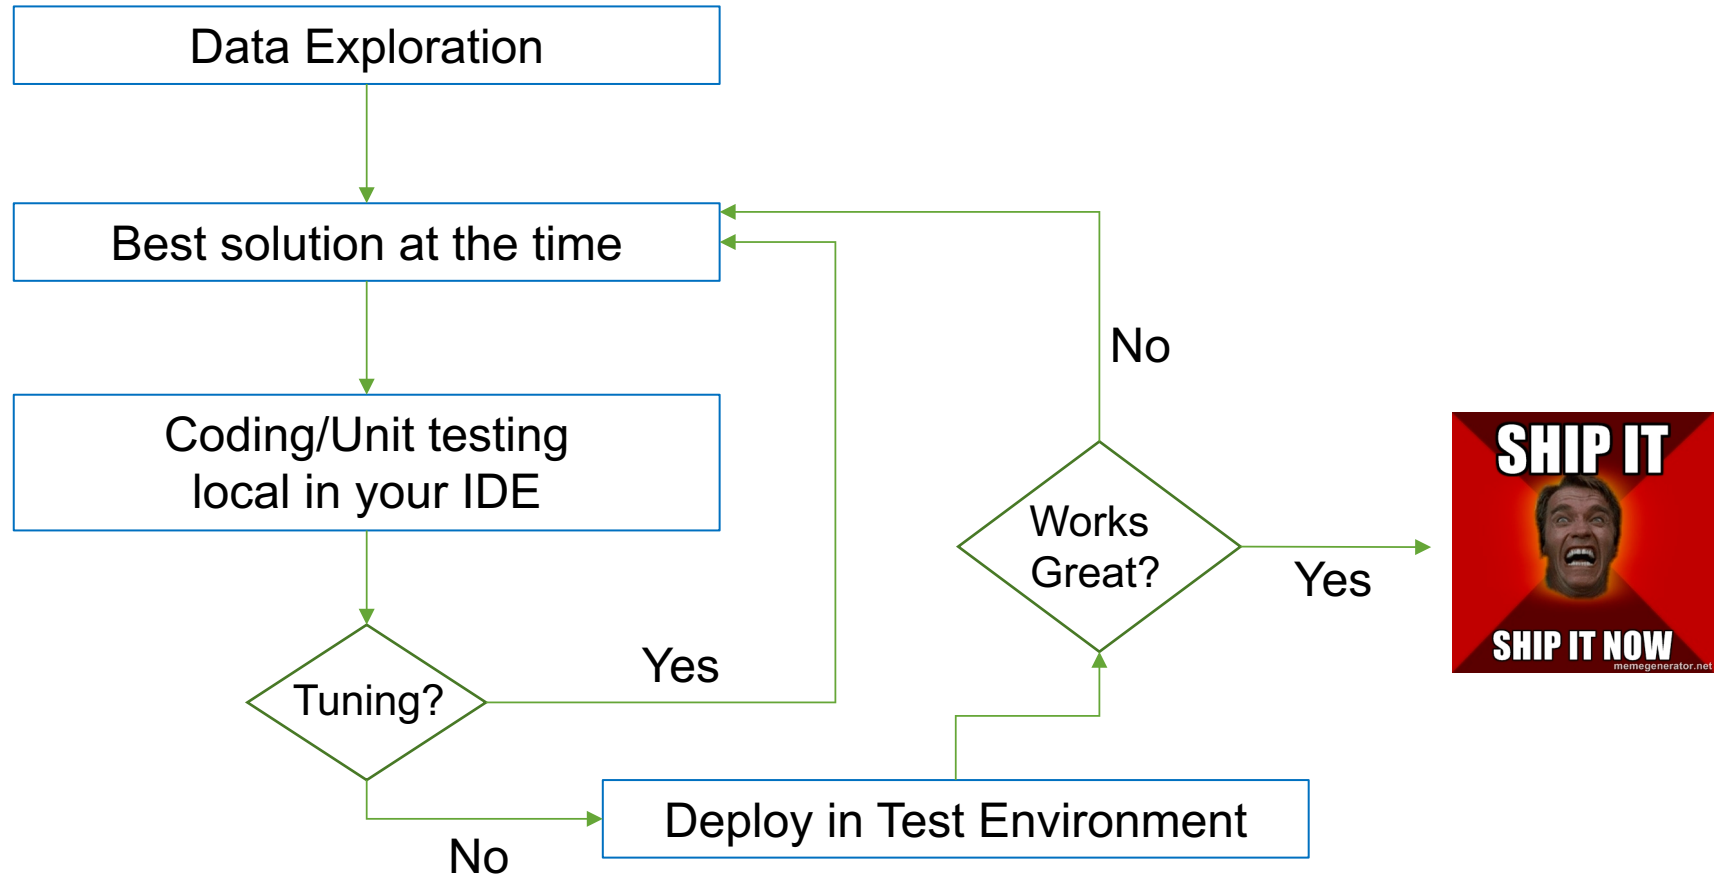 Data Exploration
Best solution at the time
Coding/Unit testing
local in your IDE
Tuning?
Yes
No
Deploy in Test Environment
Works
Great?
No
Yes
SHIP IT
SHIP IT NOW
memegenerator.net